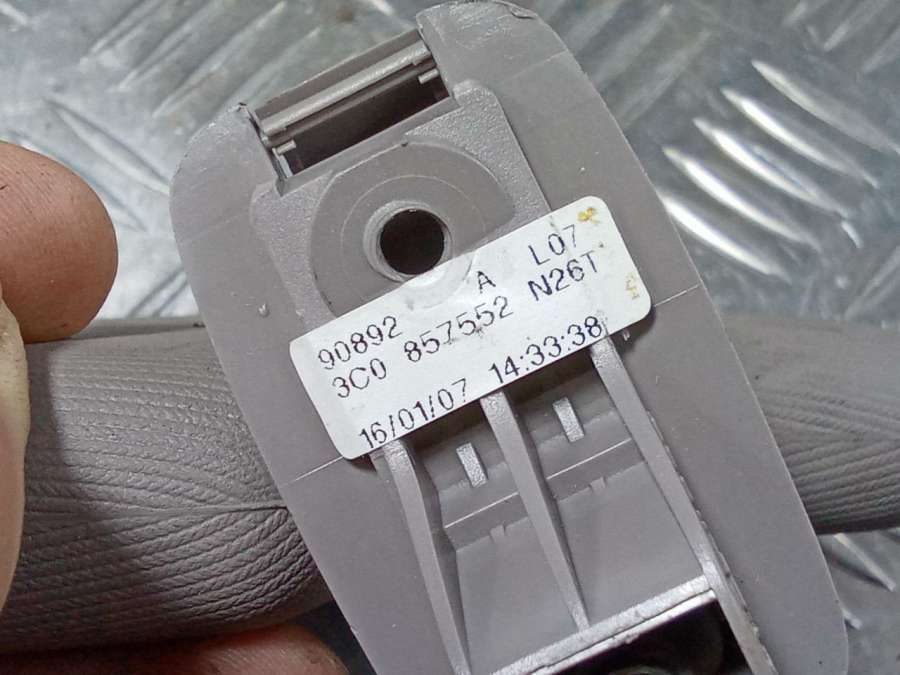 90892 A L07
3C0 857552 N26T
16/01/07 14:33:38